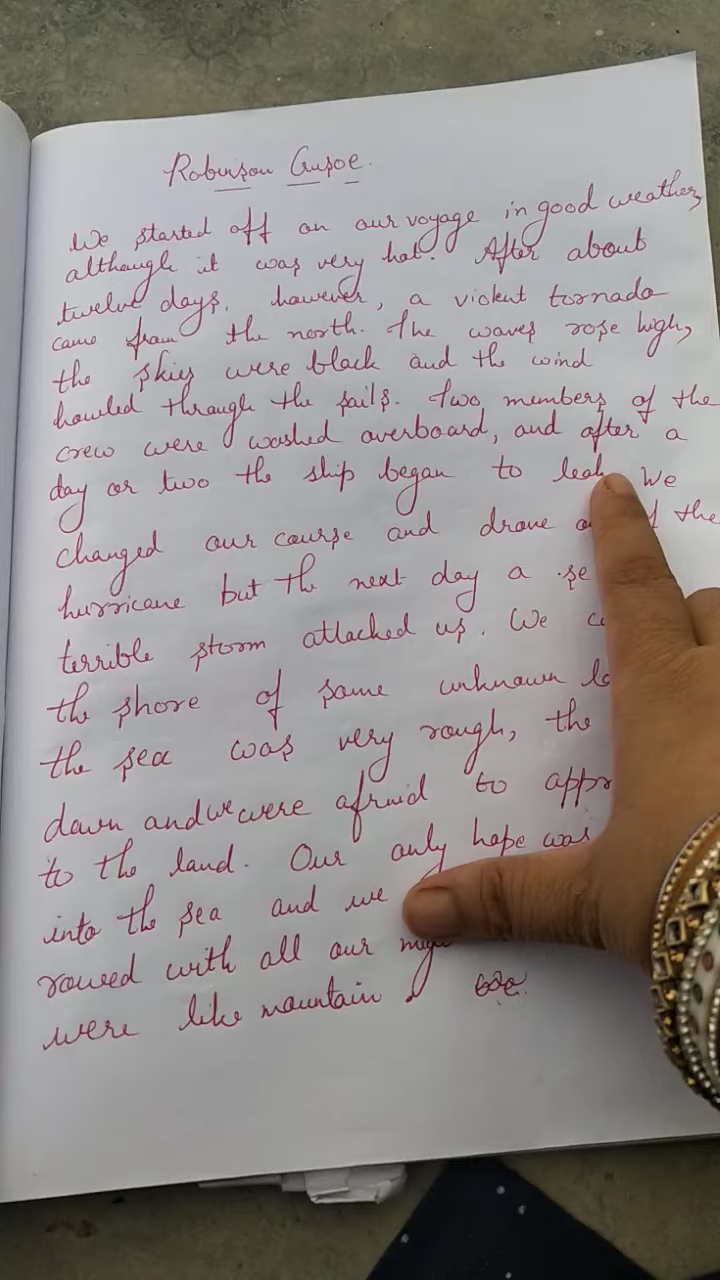 Robinson Crusoe.
We started off on our voyage in good weather,
although it was very hot. After about
twelve days, however, a violent tornado
came from the north. The waves rose high,
the skies were black and the wind
howled through the sails. Two members of the
crew were washed overboard, and after a
day or two the ship began to leak We
changed our course and drove the
hurricane but the next day a
terrible storm attacked us. We
the shore of some unknown
the sea was very rough, the
down and we were afraid to
to the land. Our only hope was
into the sea and we
rowed with all our
were like mountain